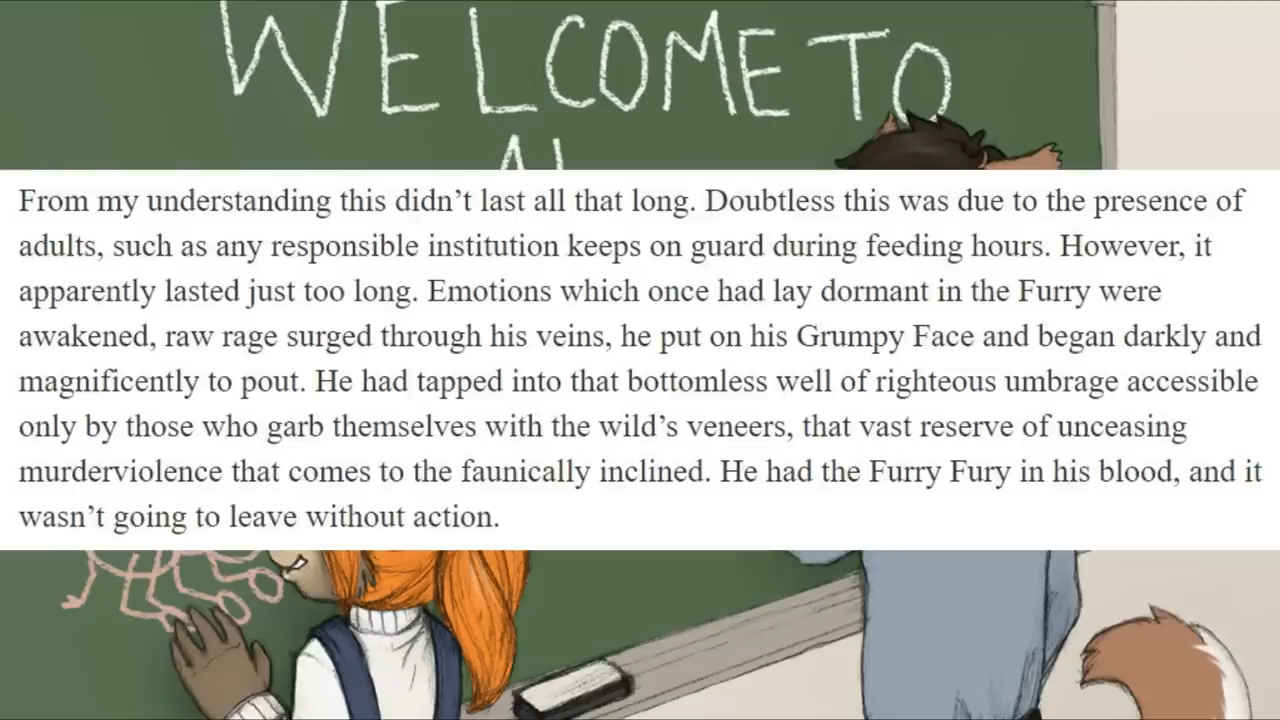 WELCOME TO
From my understanding this didn’t last all that long. Doubtless this was due to the presence of
adults, such as any responsible institution keeps on guard during feeding hours. However, it
apparently lasted just too long. Emotions which once had lay dormant in the Furry were
awakened, raw rage surged through his veins, he put on his Grumpy Face and began darkly and
magnificently to pout. He had tapped into that bottomless well of righteous umbrage accessible
only by those who garb themselves with the wild’s veneers, that vast reserve of unceasing
murderviolence that comes to the faunically inclined. He had the Furry Fury in his blood, and it
wasn’t going to leave without action.